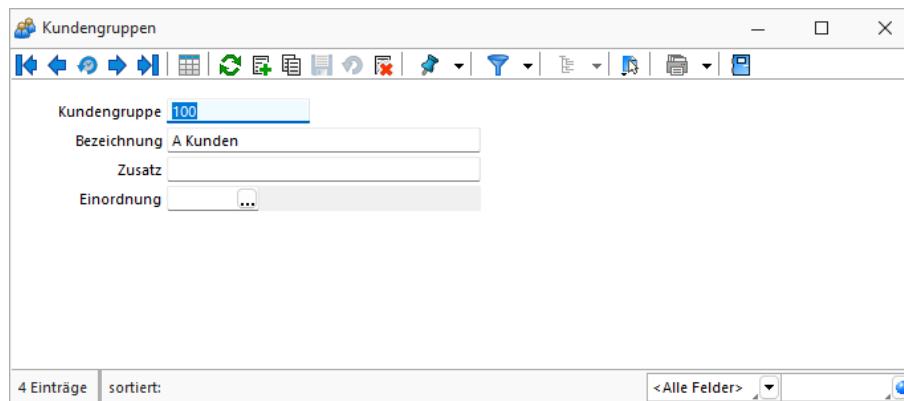 Kundengruppen
Kundengruppe 100
Bezeichnung A Kunden
Zusatz
Einordnung ...
4 Einträge sortiert: <Alle Felder>